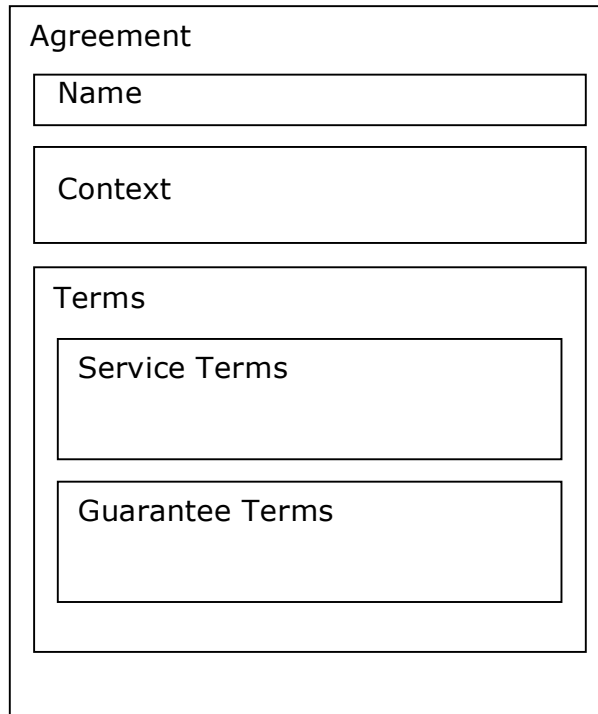 Agreement
Name
Context
Terms
Service Terms
Guarantee Terms